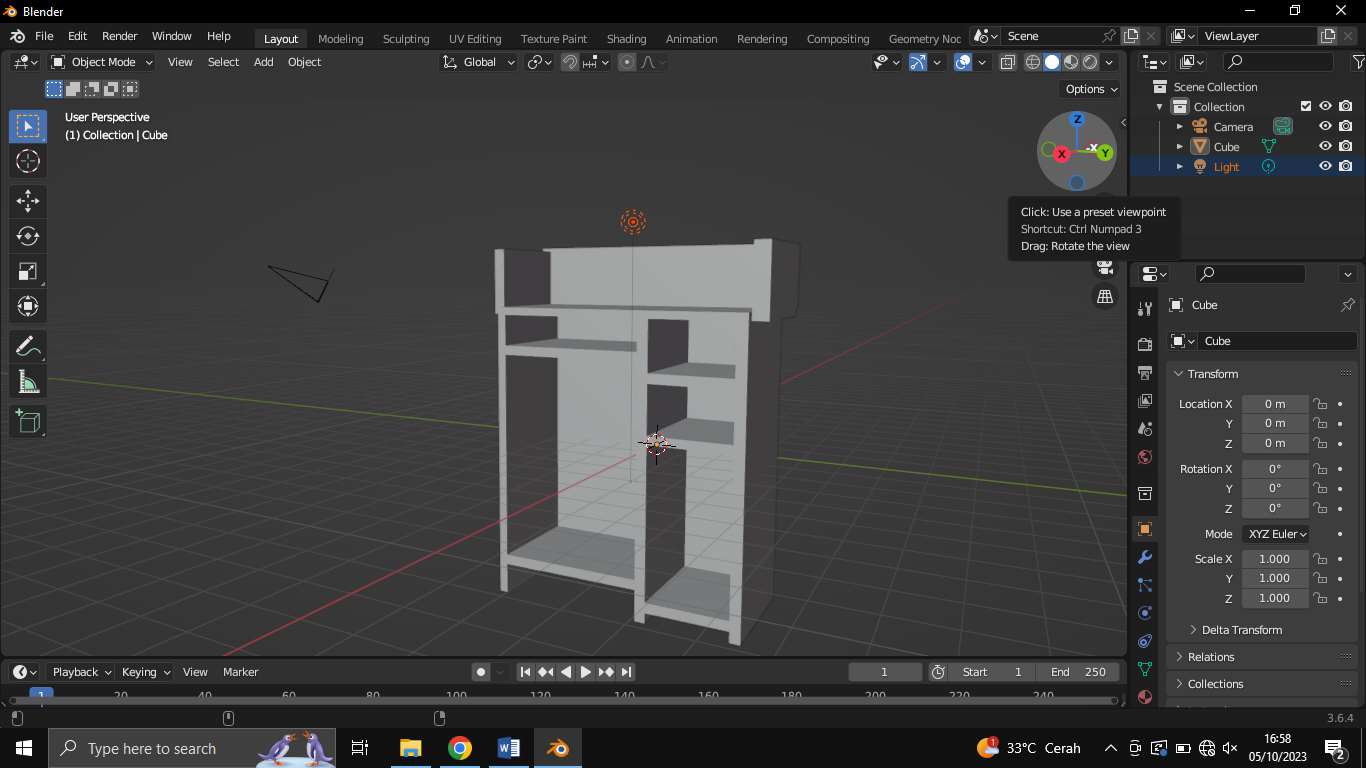 Blender
File Edit Render Window Help Layout Modeling Sculpting UV Editing Texture Paint Shading Animation Rendering Compositing Geometry Noc Scene ViewLayer
Object Mode View Select Add Object Global
Options
User Perspective
(1) Collection | Cube
Z
X
-X
Y
Click: Use a preset viewpoint
Shortcut: Ctrl Numpad 3
Drag: Rotate the view
Scene Collection
Collection
Camera
Cube
Light
Cube
Cube
Transform
Location X 0 m
Y 0 m
Z 0 m
Rotation X 0°
Y 0°
Z 0°
Mode XYZ Euler
Scale X 1.000
Y 1.000
Z 1.000
Delta Transform
Relations
Collections
Playback Keying View Marker 1 Start 1 End 250
1 20 40 60 80 100 120 140 160 180 200 220 240
3.6.4
Type here to search
1 33°C Cerah
16:58
05/10/2023
2